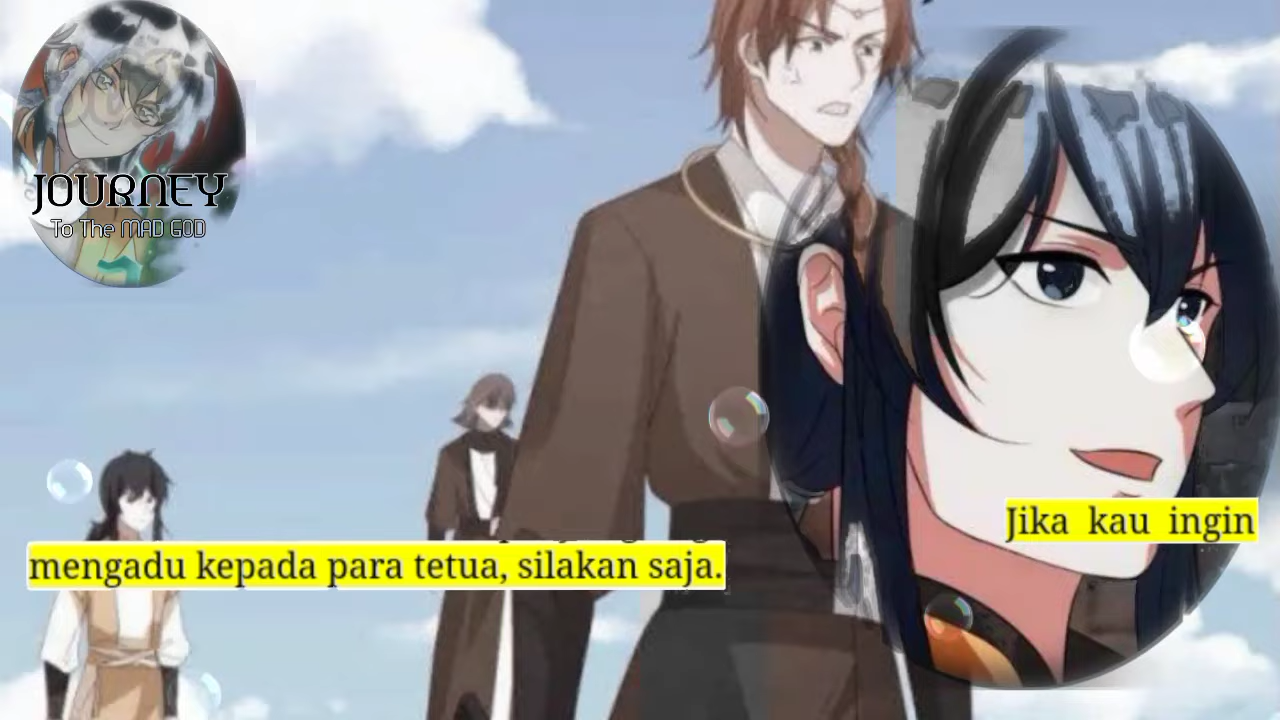 JOURNEY
To The MAD GOD
Jika kau ingin
mengadu kepada para tetua, silakan saja.